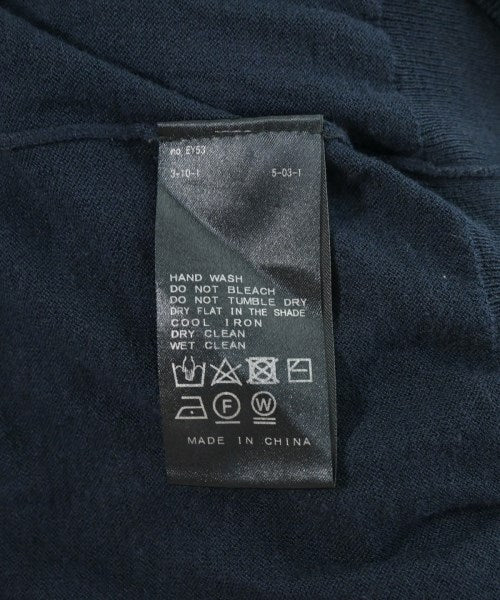 no. EY53
3-10-1 5-03-1
HAND WASH
DO NOT BLEACH
DO NOT TUMBLE DRY
DRY FLAT IN THE SHADE
COOL IRON
DRY CLEAN
WET CLEAN
F W
MADE IN CHINA